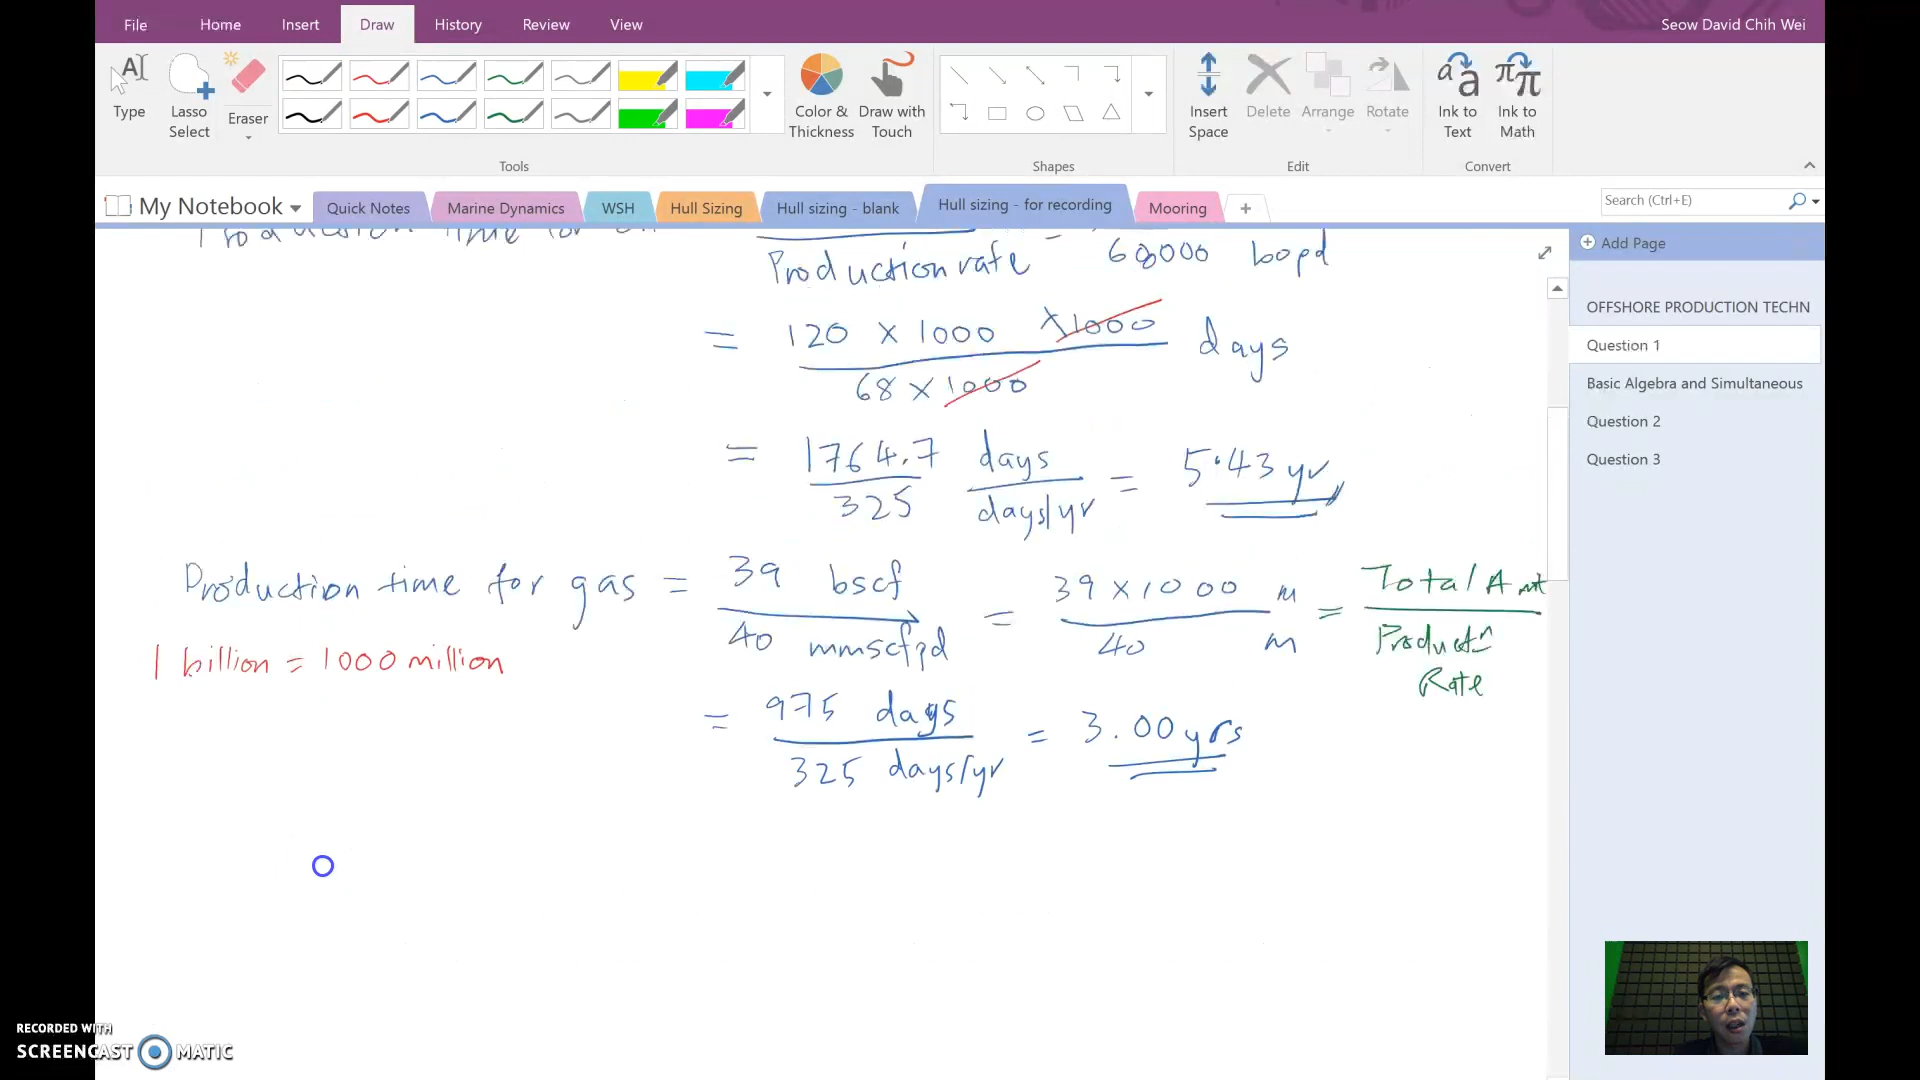 File Home Insert Draw History Review View Seow David Chih Wei
Type
Lasso Select
Eraser
Color & Thickness
Draw with Touch
Insert Space
Delete
Arrange
Rotate
Ink to Text
Ink to Math
Tools Shapes Edit Convert
My Notebook Quick Notes Marine Dynamics WSH Hull Sizing Hull sizing - blank Hull sizing - for recording Mooring + Search (Ctrl+E)
Add Page
OFFSHORE PRODUCTION TECHN
Question 1
Basic Algebra and Simultaneous
Question 2
Question 3
Production time for
Production rate = 68000 bopd
= 120 x 1000 x 1000 days
68 x 1000
= 1764.7 days = 5.43 yr
325 days/yr
Production time for gas = 39 bscf = 39 x 1000 m = Total Amt
40 mmscfpd 40 m Productn
Rate
1 billion = 1000 million
= 975 days = 3.00 yrs
325 days/yr
RECORDED WITH
SCREENCAST MATIC